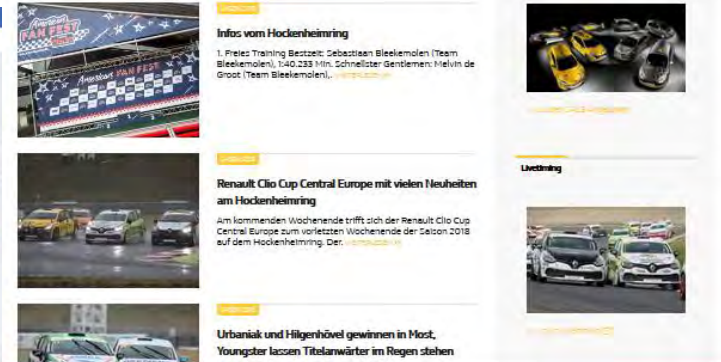 American
FAN FEST
American FAN FEST
Infos vom Hockenheimring
1. Freies Training Bestzeit: Sebastiaan Bleekemolen (Team
Bleekemolen), 1:40.233 Min. Schnellster Gentlemen: Melvin de
Groot (Team Bleekemolen),.
Renault Clio Cup Central Europe mit vielen Neuheiten
am Hockenheimring
Am kommenden Wochenende trifft sich der Renault Clio Cup
Central Europe zum vorletzten Wochenende der Saison 2018
auf dem Hockenheimring. Der.
Urbaniak und Hilgenhövel gewinnen in Most,
Youngster lassen Titelanwärter im Regen stehen
Livetiming